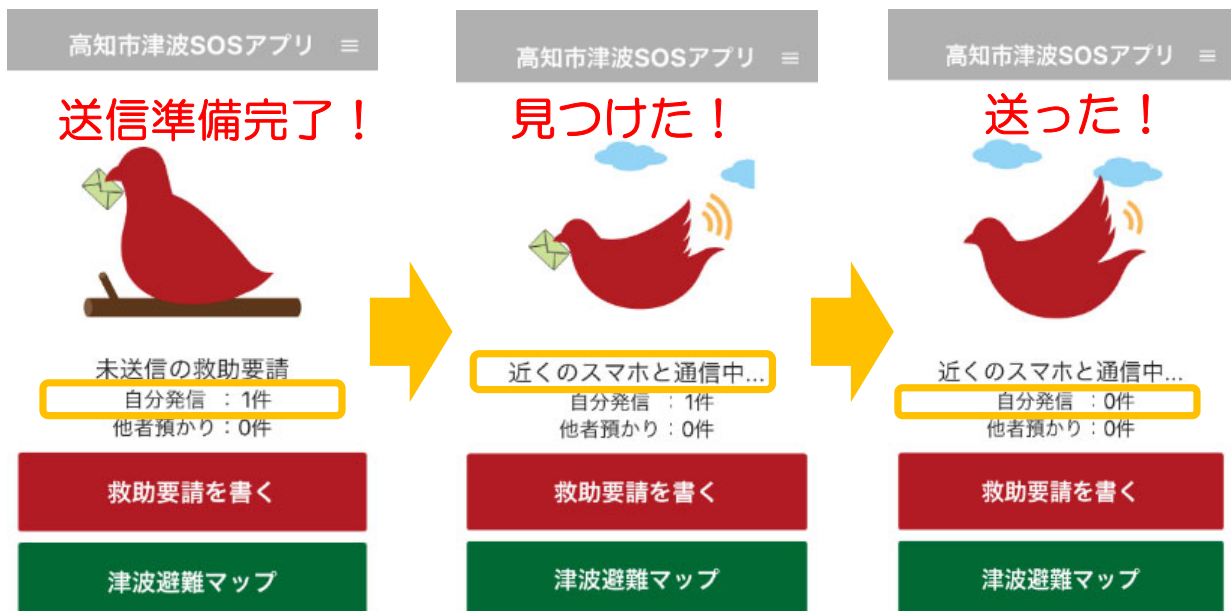 高知市津波SOSアプリ ≡
送信準備完了！
未送信の救助要請
自分発信 ：1件
他者預かり：0件
救助要請を書く
津波避難マップ
高知市津波SOSアプリ ≡
見つけた！
近くのスマホと通信中...
自分発信 ：1件
他者預かり：0件
救助要請を書く
津波避難マップ
高知市津波SOSアプリ ≡
送った！
近くのスマホと通信中...
自分発信 ：0件
他者預かり：0件
救助要請を書く
津波避難マップ